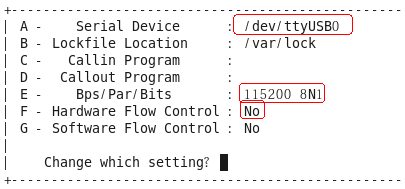 +-----------------------------------------------
| A -    Serial Device      : /dev/ttyUSB0
| B - Lockfile Location     : /var/lock
| C -   Callin Program      :
| D -  Callout Program      :
| E -    Bps/Par/Bits       : 115200 8N1
| F - Hardware Flow Control : No
| G - Software Flow Control : No
|
|    Change which setting?
+-----------------------------------------------